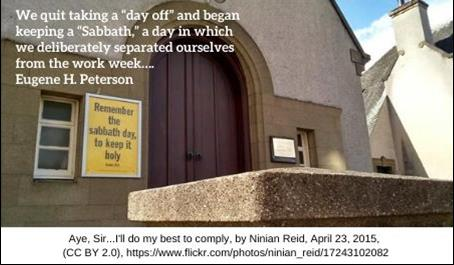 We quit taking a “day off” and began
keeping a “Sabbath,” a day in which
we deliberately separated ourselves
from the work week....
Eugene H. Peterson
Remember
the
sabbath day,
to keep it
holy
Aye, Sir...I'll do my best to comply, by Ninian Reid, April 23, 2015,
(CC BY 2.0), https://www.flickr.com/photos/ninian_reid/17243102082